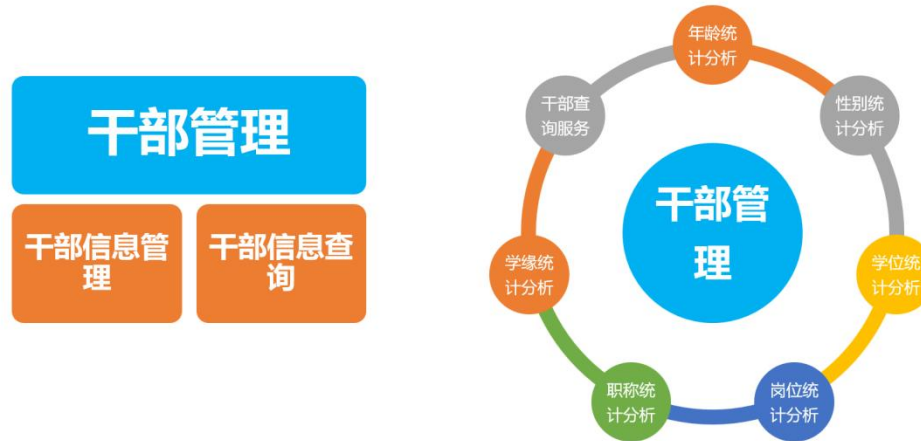 干部管理
干部信息管
理
干部信息查
询
年龄统
计分析
性别统
计分析
学位统
计分析
岗位统
计分析
职称统
计分析
学缘统
计分析
干部查
询服务
干部管
理